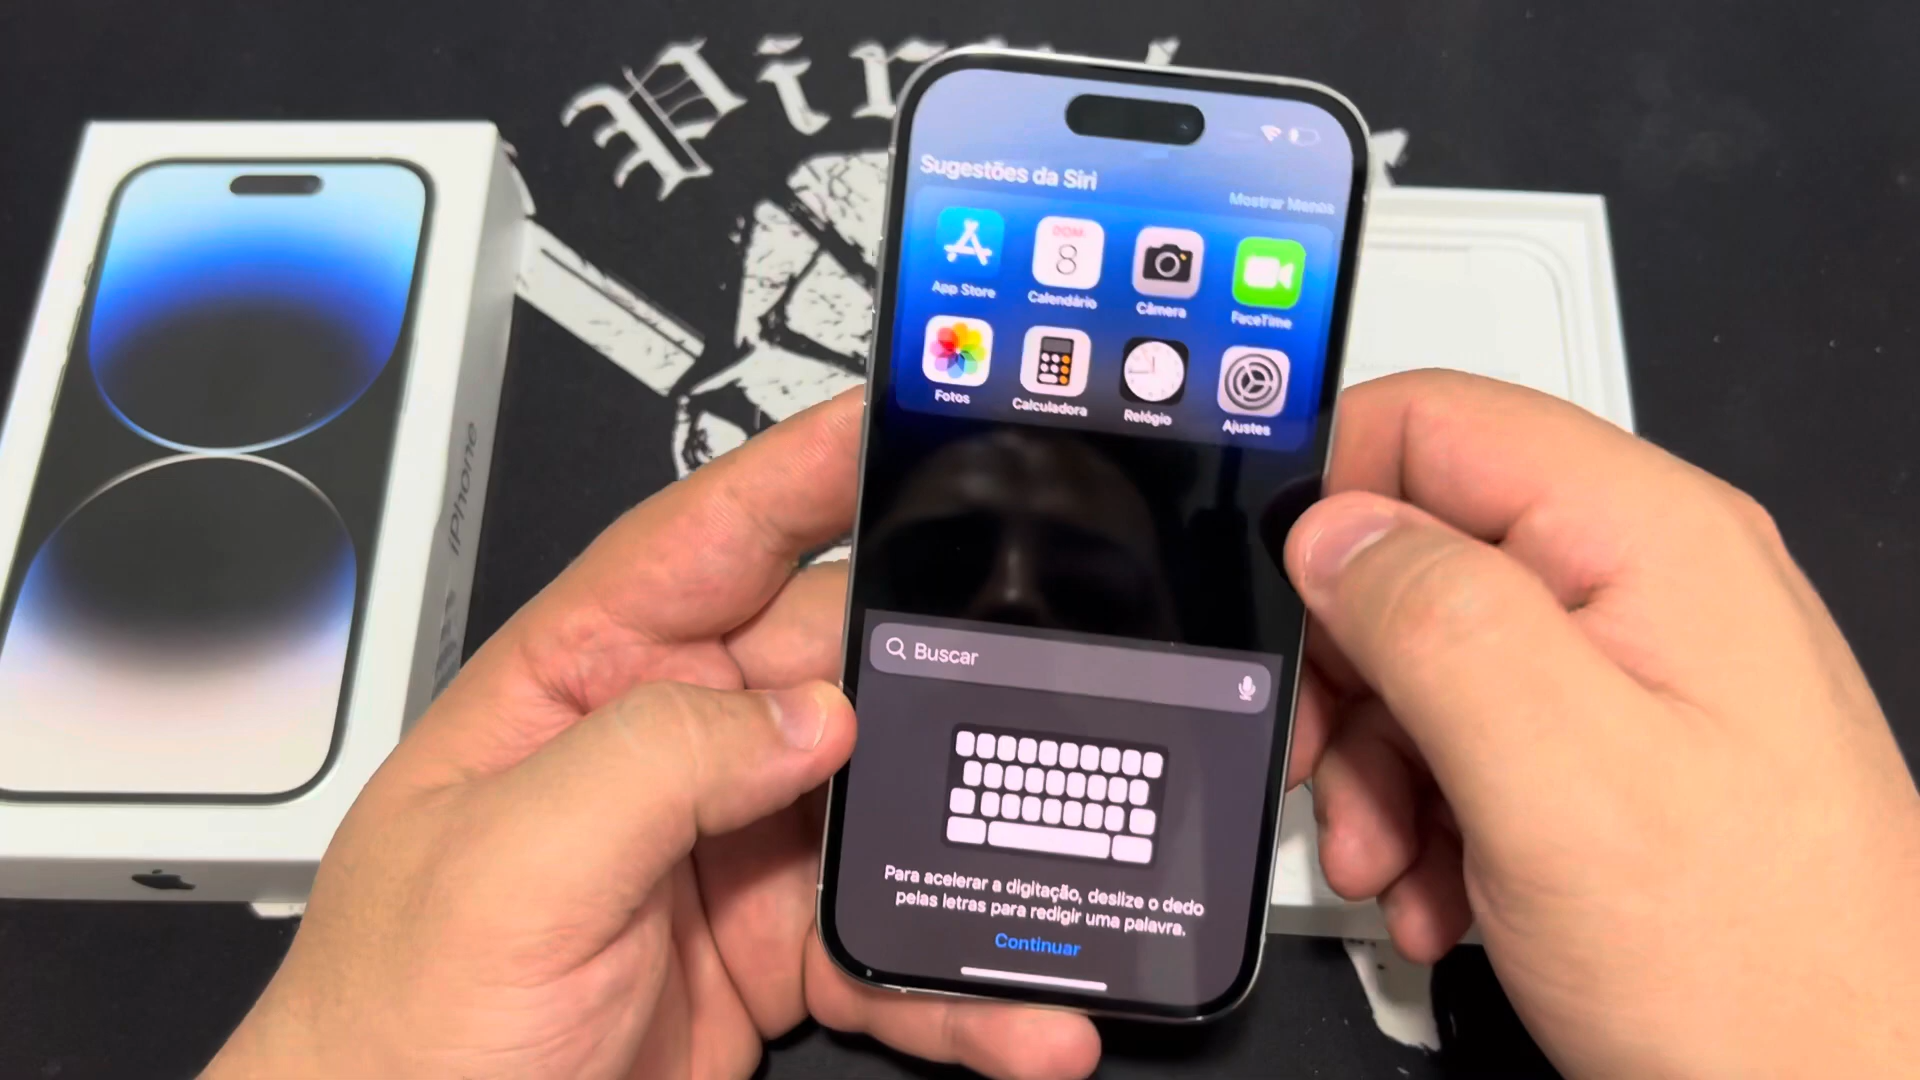 iPhone
Sugestões da Siri
Mostrar Menos
App Store
DOM.
8
Calendário
Câmera
FaceTime
Fotos
Calculadora
Relógio
Ajustes
Buscar
Para acelerar a digitação, deslize o dedo
pelas letras para redigir uma palavra.
Continuar